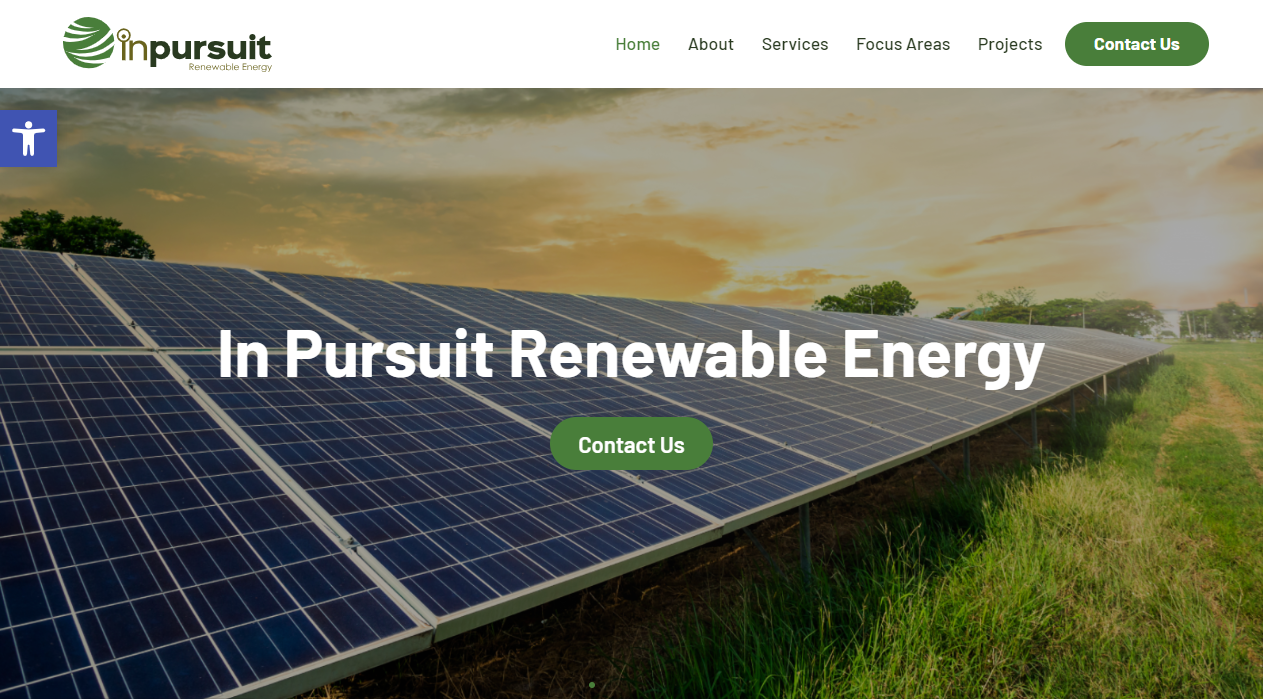 inpursuit
Renewable Energy
Home About Services Focus Areas Projects Contact Us
In Pursuit Renewable Energy
Contact Us